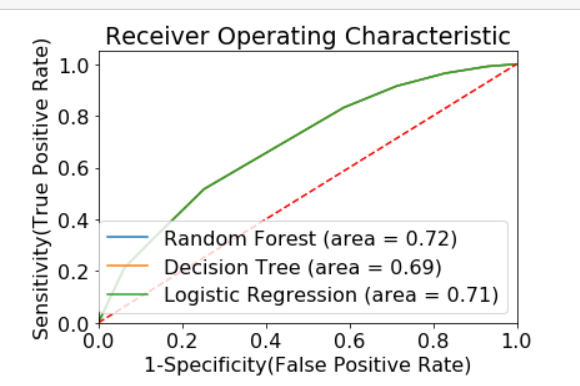 Receiver Operating Characteristic
Sensitivity(True Positive Rate)
1.0
0.8
0.6
0.4
0.2
0.0
Random Forest (area = 0.72)
Decision Tree (area = 0.69)
Logistic Regression (area = 0.71)
0.0 0.2 0.4 0.6 0.8 1.0
1-Specificity(False Positive Rate)